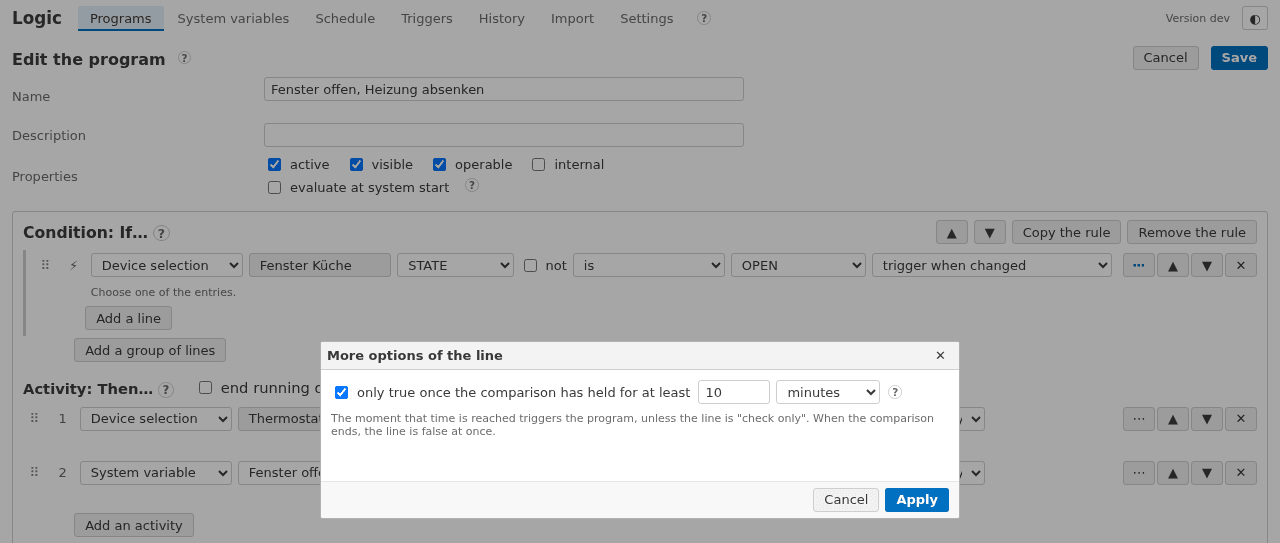 Logic Programs System variables Schedule Triggers History Import Settings ? Version dev
Edit the program ? Cancel Save
Name Fenster offen, Heizung absenken
Description
Properties active visible operable internal
evaluate at system start ?
Condition: If… ? ▲ ▼ Copy the rule Remove the rule
Device selection Fenster Küche STATE not is OPEN trigger when changed ··· ▲ ▼ ✕
Choose one of the entries.
Add a line
Add a group of lines
More options of the line ✕
Activity: Then… ? end running
only true once the comparison has held for at least 10 minutes ?
1 Device selection ··· ▲ ▼ ✕
The moment that time is reached triggers the program, unless the line is "check only". When the comparison
ends, the line is false at once.
2 System variable Fenster ··· ▲ ▼ ✕
Cancel Apply
Add an activity